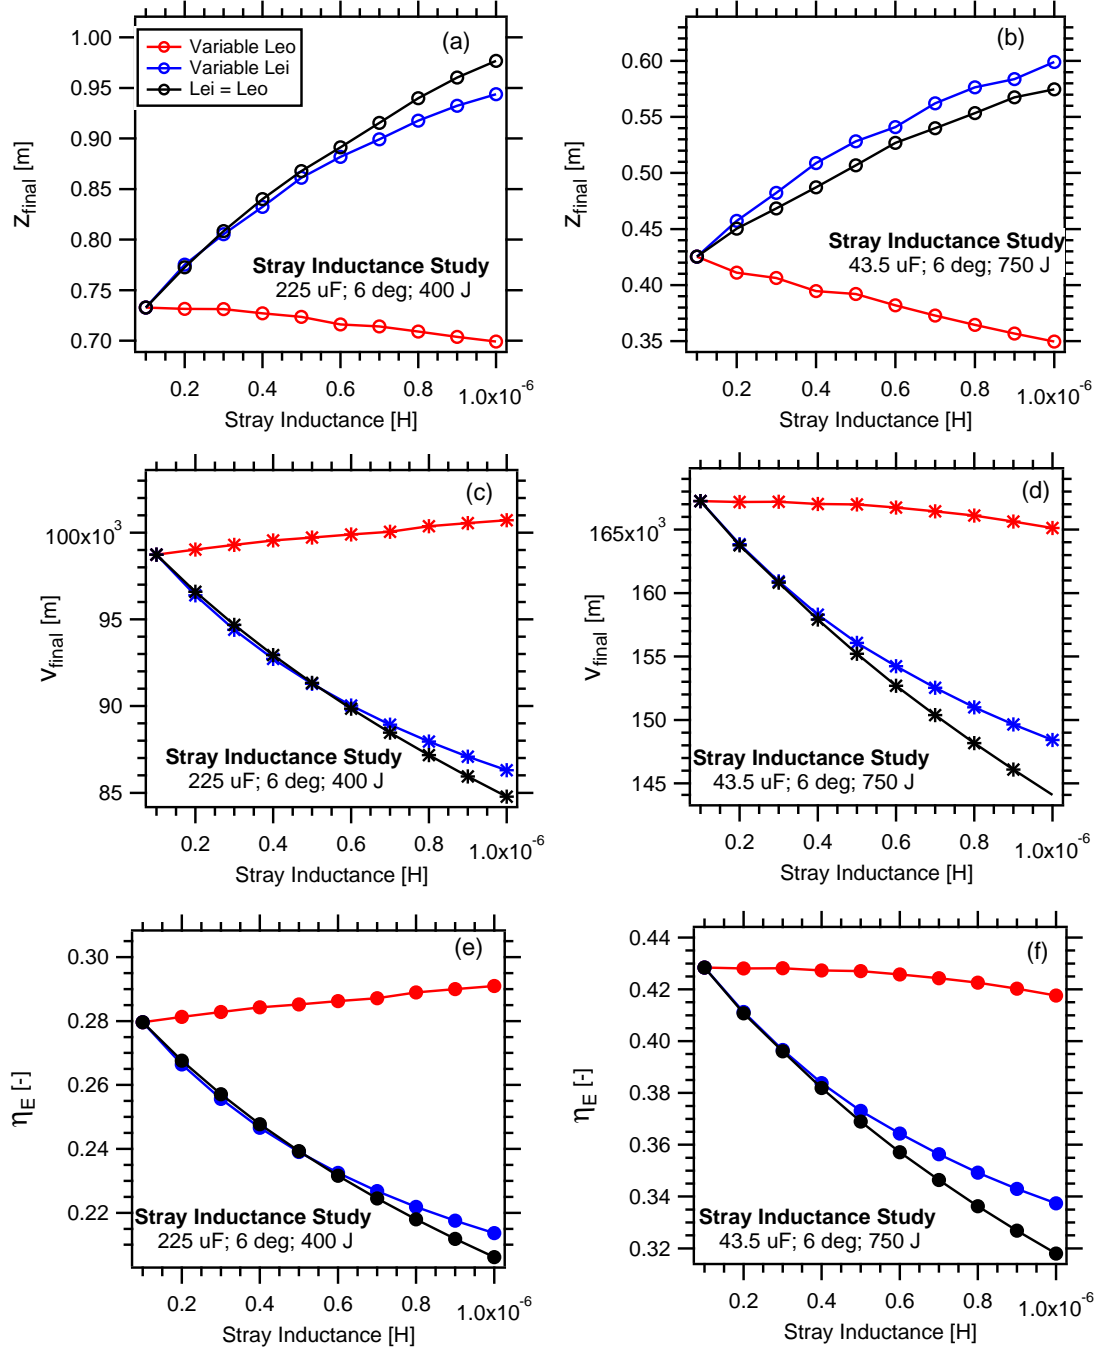 (a)
1.00
0.95
0.90
0.85
0.80
0.75
0.70
z_final [m]
Variable Leo
Variable Lei
Lei = Leo
Stray Inductance Study
225 uF; 6 deg; 400 J
0.2 0.4 0.6 0.8 1.0x10^-6
Stray Inductance [H]
(b)
0.60
0.55
0.50
0.45
0.40
0.35
z_final [m]
Stray Inductance Study
43.5 uF; 6 deg; 750 J
0.2 0.4 0.6 0.8 1.0x10^-6
Stray Inductance [H]
(c)
100x10^3
95
90
85
v_final [m]
Stray Inductance Study
225 uF; 6 deg; 400 J
0.2 0.4 0.6 0.8 1.0x10^-6
Stray Inductance [H]
(d)
165x10^3
160
155
150
145
v_final [m]
Stray Inductance Study
43.5 uF; 6 deg; 750 J
0.2 0.4 0.6 0.8 1.0x10^-6
Stray Inductance [H]
(e)
0.30
0.28
0.26
0.24
0.22
η_E [-]
Stray Inductance Study
225 uF; 6 deg; 400 J
0.2 0.4 0.6 0.8 1.0x10^-6
Stray Inductance [H]
(f)
0.44
0.42
0.40
0.38
0.36
0.34
0.32
η_E [-]
Stray Inductance Study
43.5 uF; 6 deg; 750 J
0.2 0.4 0.6 0.8 1.0x10^-6
Stray Inductance [H]